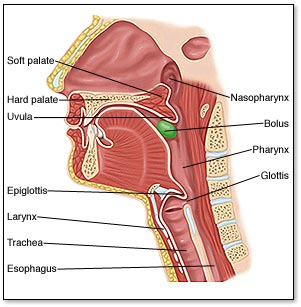 Soft palate
Hard palate
Uvula
Epiglottis
Larynx
Trachea
Esophagus
Nasopharynx
Bolus
Pharynx
Glottis